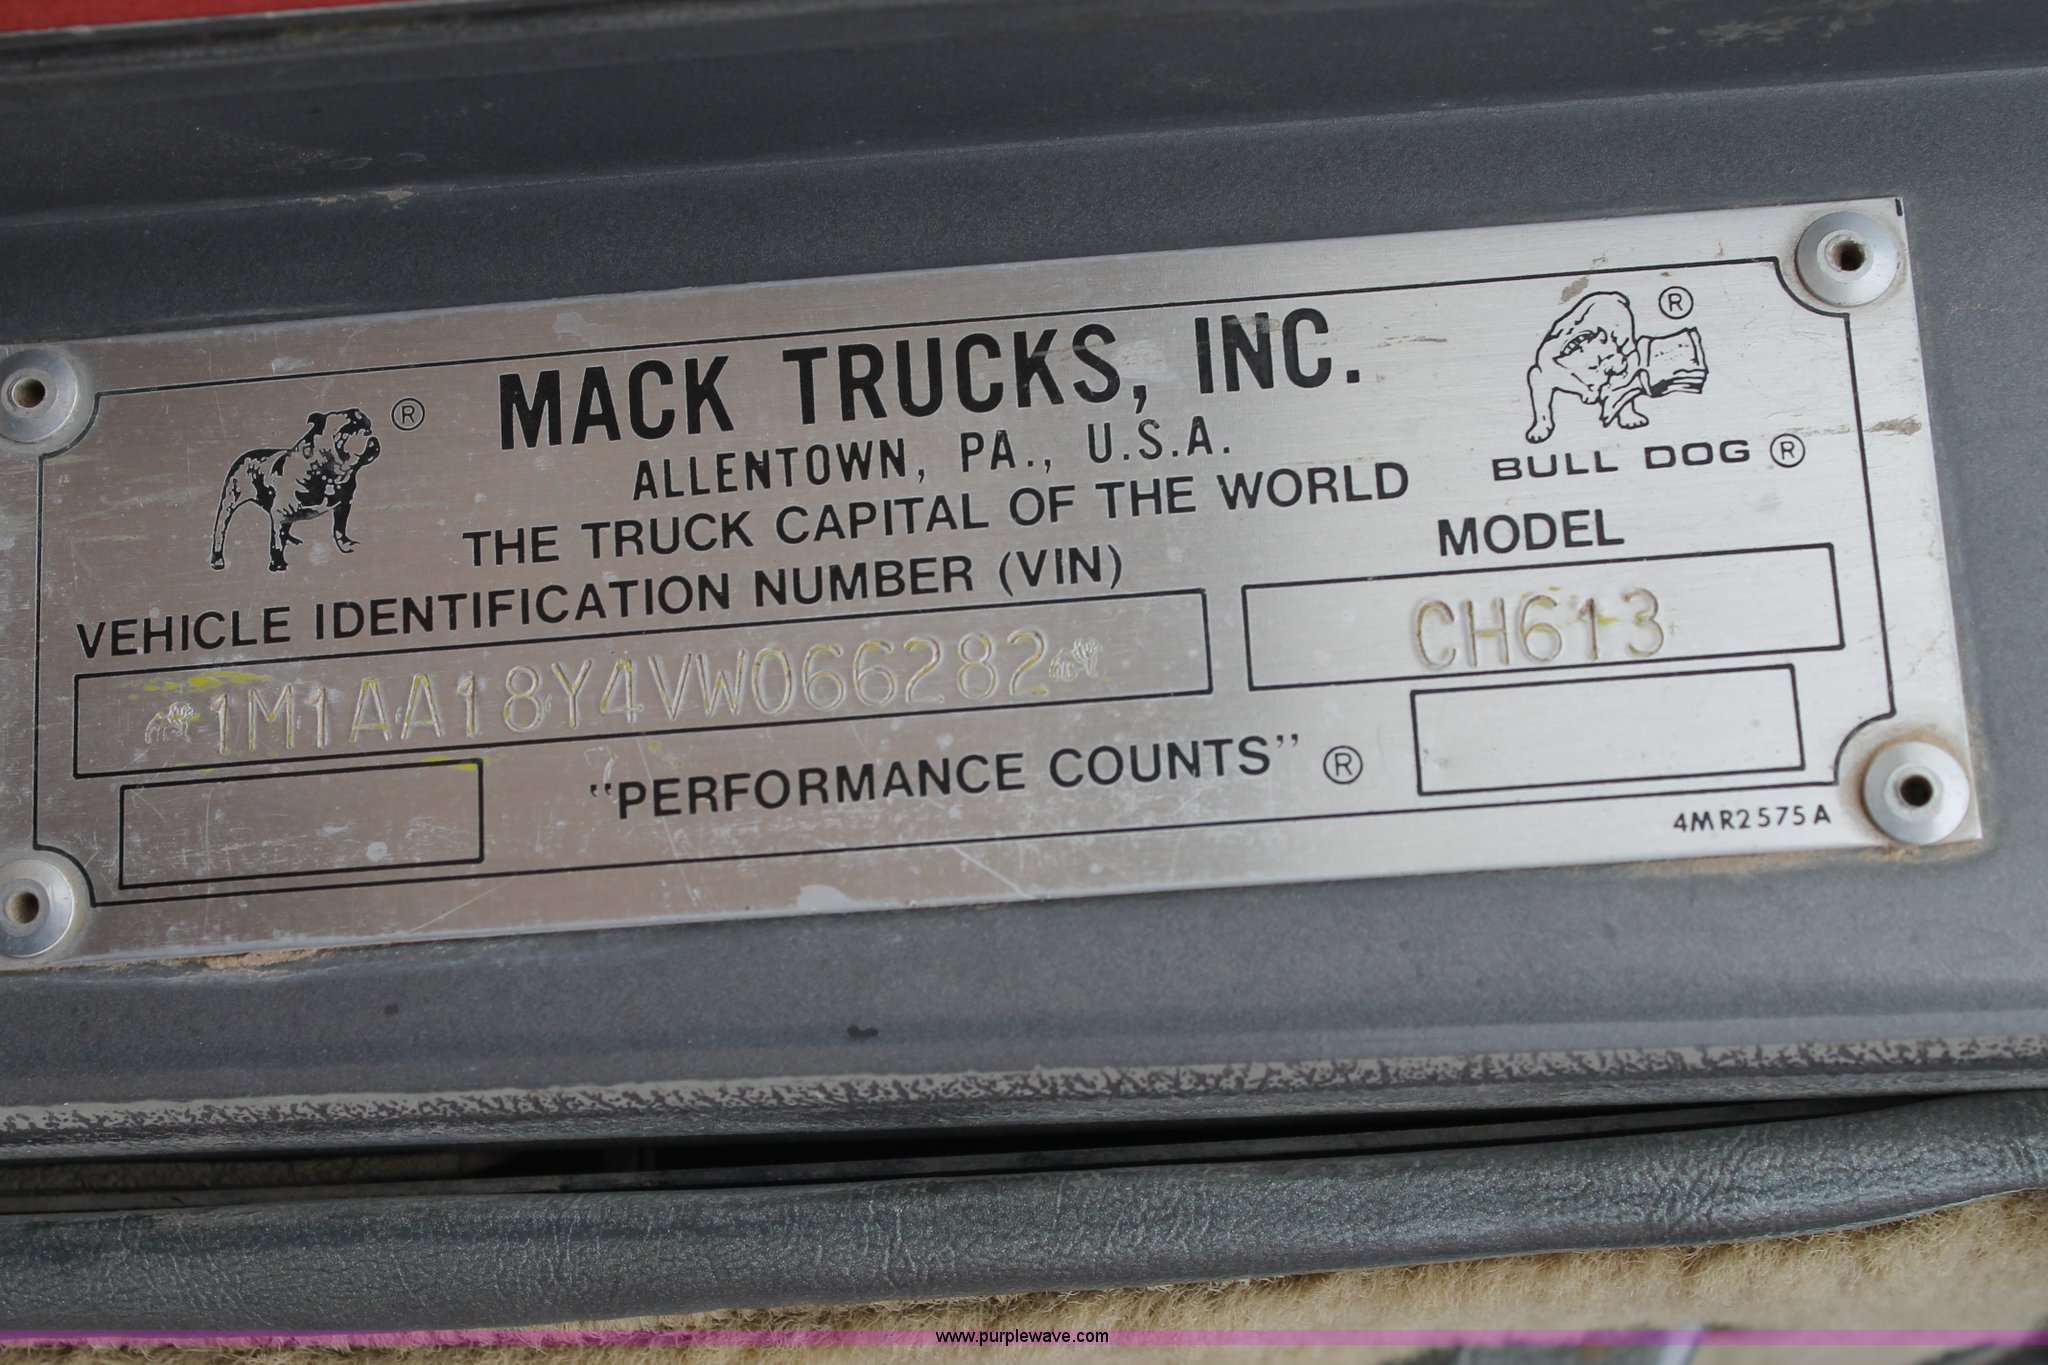 MACK TRUCKS, INC.
ALLENTOWN, PA., U.S.A.
THE TRUCK CAPITAL OF THE WORLD
®
®
BULL DOG ®
VEHICLE IDENTIFICATION NUMBER (VIN)
MODEL
1M1AA18Y4VW066282
CH613
"PERFORMANCE COUNTS" ®
4MR2575A
www.purplewave.com